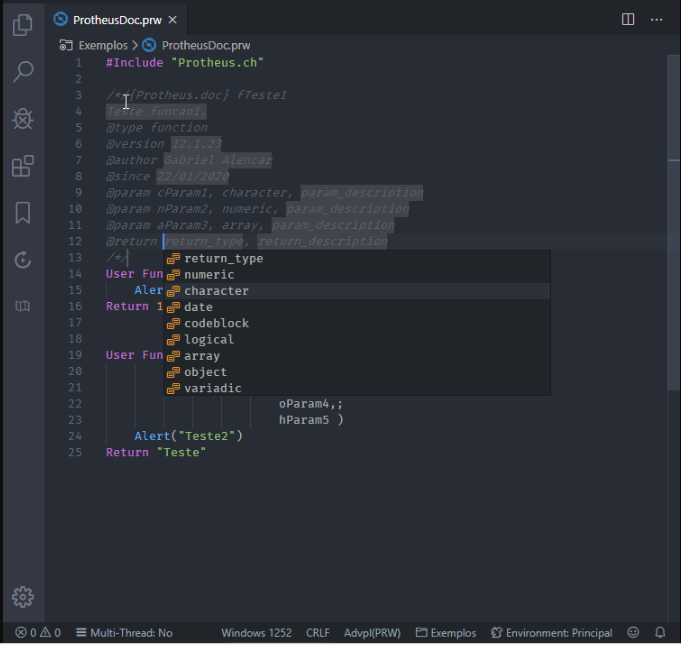 ProtheusDoc.prw
Exemplos > ProtheusDoc.prw
1 #Include "Protheus.ch"
2
3 /*/{Protheus.doc} fTeste1
4 Teste funcao1.
5 @type function
6 @version 12.1.23
7 @author Gabriel Alencar
8 @since 22/01/2020
9 @param cParam1, character, param_description
10 @param nParam2, numeric, param_description
11 @param aParam3, array, param_description
12 @return return_type, return_description
13 /*/
return_type
14 User Fun
numeric
15 Aler
character
16 Return 1
date
17
codeblock
18
logical
19 User Fun
array
20
object
21
variadic
22 oParam4,;
23 hParam5 )
24 Alert("Teste2")
25 Return "Teste"
0 0 Multi-Thread: No Windows 1252 CRLF Advpl(PRW) Exemplos Environment: Principal